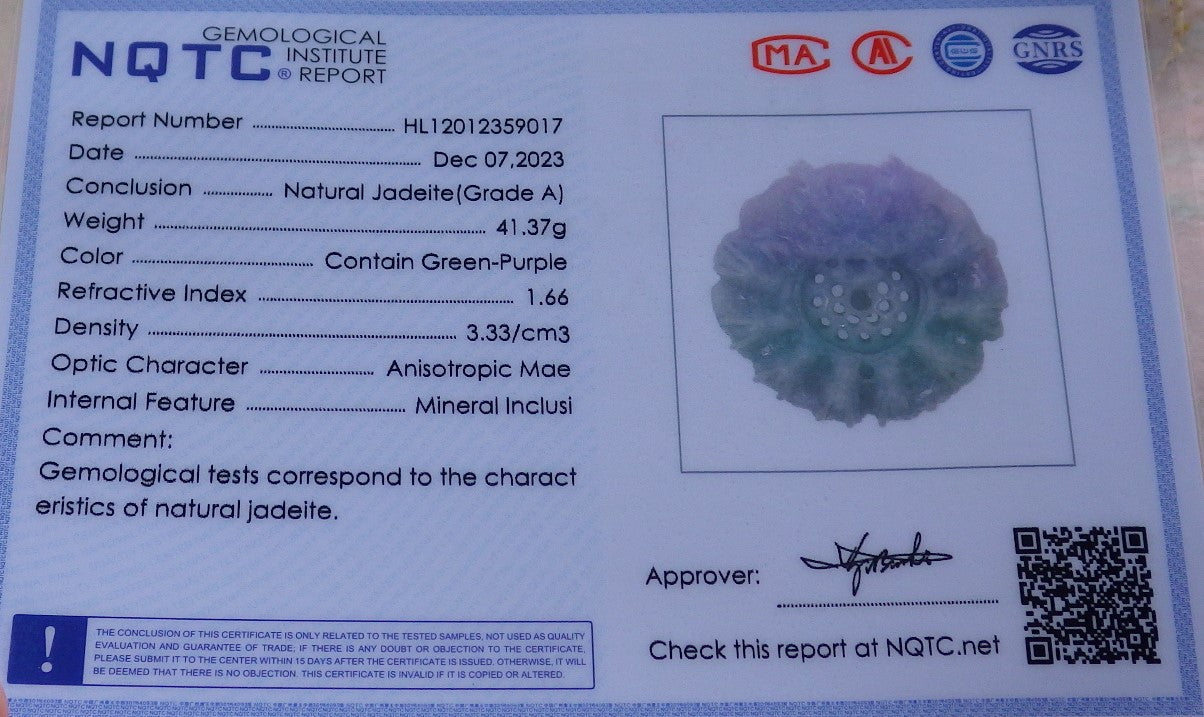 GEMOLOGICAL
NQTC INSTITUTE
® REPORT
MA
GNRS
Report Number HL12012359017
Date Dec 07,2023
Conclusion Natural Jadeite(Grade A)
Weight 41.37g
Color Contain Green-Purple
Refractive Index 1.66
Density 3.33/cm3
Optic Character Anisotropic Mae
Internal Feature Mineral Inclusi
Comment:
Gemological tests correspond to the charact
eristics of natural jadeite.
Approver:
Check this report at NQTC.net
! THE CONCLUSION OF THIS CERTIFICATE IS ONLY RELATED TO THE TESTED SAMPLES, NOT USED AS QUALITY
EVALUATION AND GUARANTEE OF TRADE; IF THERE IS ANY DOUBT OR OBJECTION TO THE CERTIFICATE,
PLEASE SUBMIT IT TO THE CENTER WITHIN 15 DAYS AFTER THE CERTIFICATE IS ISSUED. OTHERWISE, IT WILL
BE DEEMED THAT THERE IS NO OBJECTION. THIS CERTIFICATE IS INVALID IF IT IS COPIED OR ALTERED.